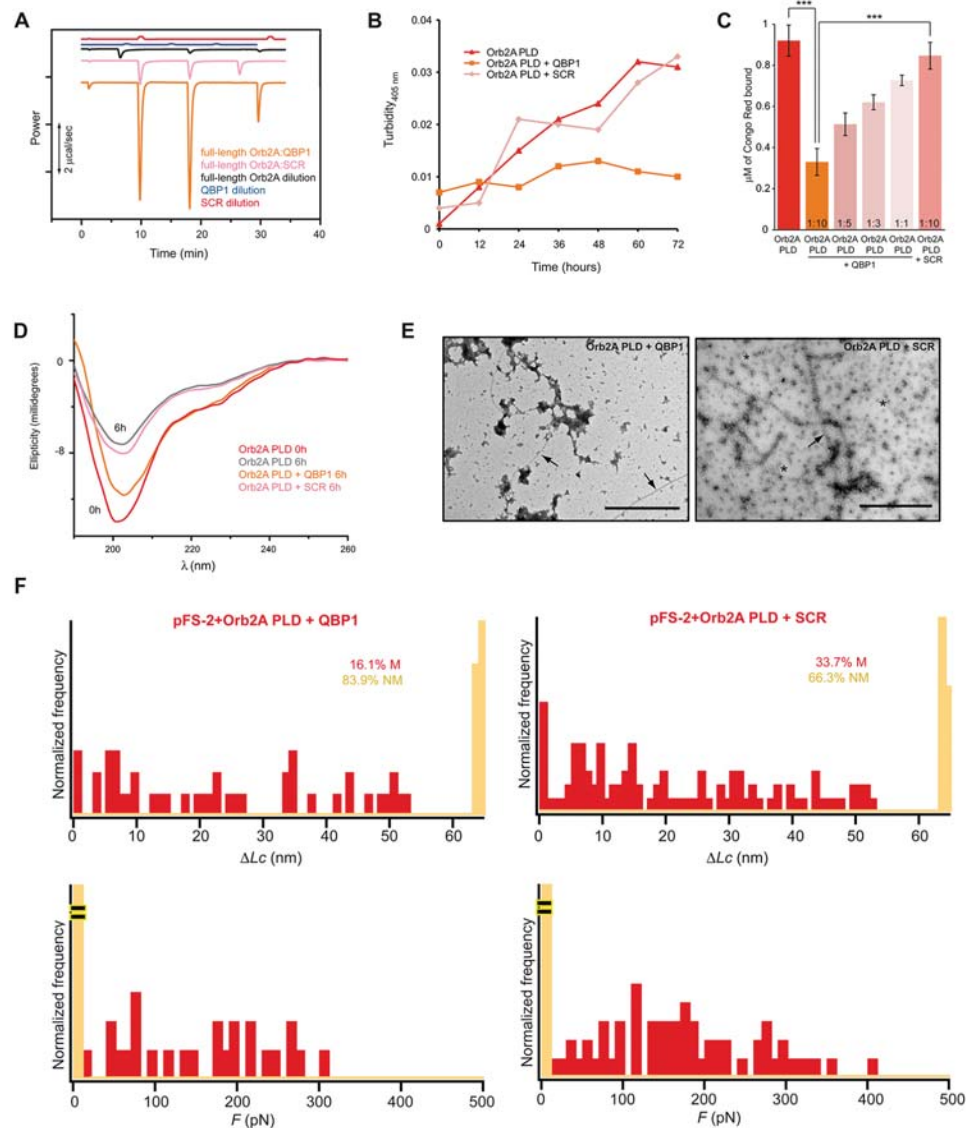 A
Power
2 μcal/sec
full-length Orb2A:QBP1
full-length Orb2A:SCR
full-length Orb2A dilution
QBP1 dilution
SCR dilution
0 10 20 30 40
Time (min)
B
0.04
0.03
0.02
0.01
0
Turbidity405 nm
Orb2A PLD
Orb2A PLD + QBP1
Orb2A PLD + SCR
0 12 24 36 48 60 72
Time (hours)
C
***
***
1
0.8
0.6
0.4
0.2
0
μM of Congo Red bound
1:10 1:5 1:3 1:1 1:10
Orb2A Orb2A Orb2A Orb2A Orb2A Orb2A
PLD PLD PLD PLD PLD PLD
+ QBP1
+ SCR
D
0
-8
Elipticity (millidegrees)
6h
0h
Orb2A PLD 0h
Orb2A PLD 6h
Orb2A PLD + QBP1 6h
Orb2A PLD + SCR 6h
200 220 240 260
λ (nm)
E
Orb2A PLD + QBP1
Orb2A PLD + SCR
*
*
*
F
pFS-2+Orb2A PLD + QBP1
16.1% M
83.9% NM
Normalized frequency
0 10 20 30 40 50 60
ΔLc (nm)
pFS-2+Orb2A PLD + SCR
33.7% M
66.3% NM
Normalized frequency
0 10 20 30 40 50 60
ΔLc (nm)
Normalized frequency
0 100 200 300 400 500
F (pN)
Normalized frequency
0 100 200 300 400 500
F (pN)